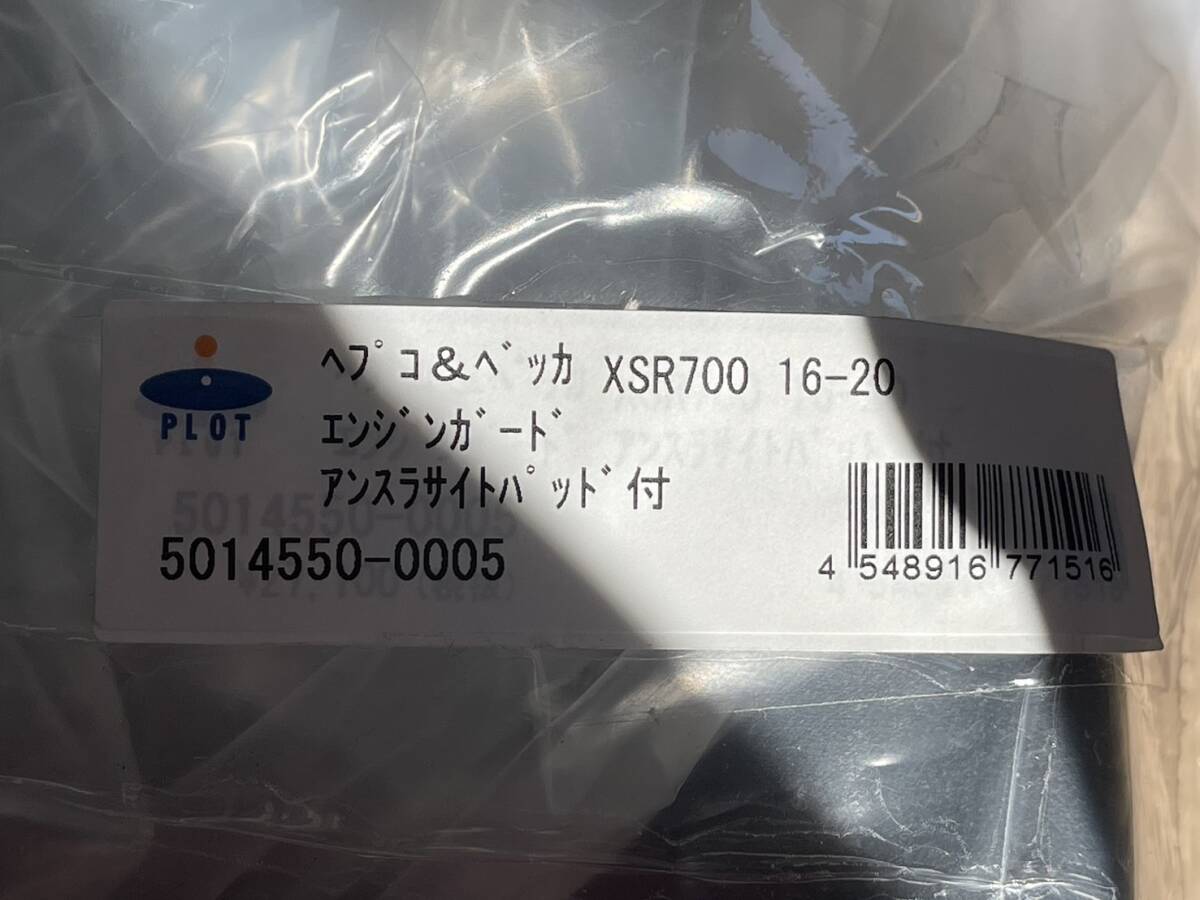 PLOT
ﾍﾌﾟｺ＆ﾍﾞｯｶ XSR700 16-20
ｴﾝｼﾞﾝｶﾞｰﾄﾞ
ｱﾝｽﾗｻｲﾄﾊﾟｯﾄﾞ付
5014550-0005
4 548916 771516